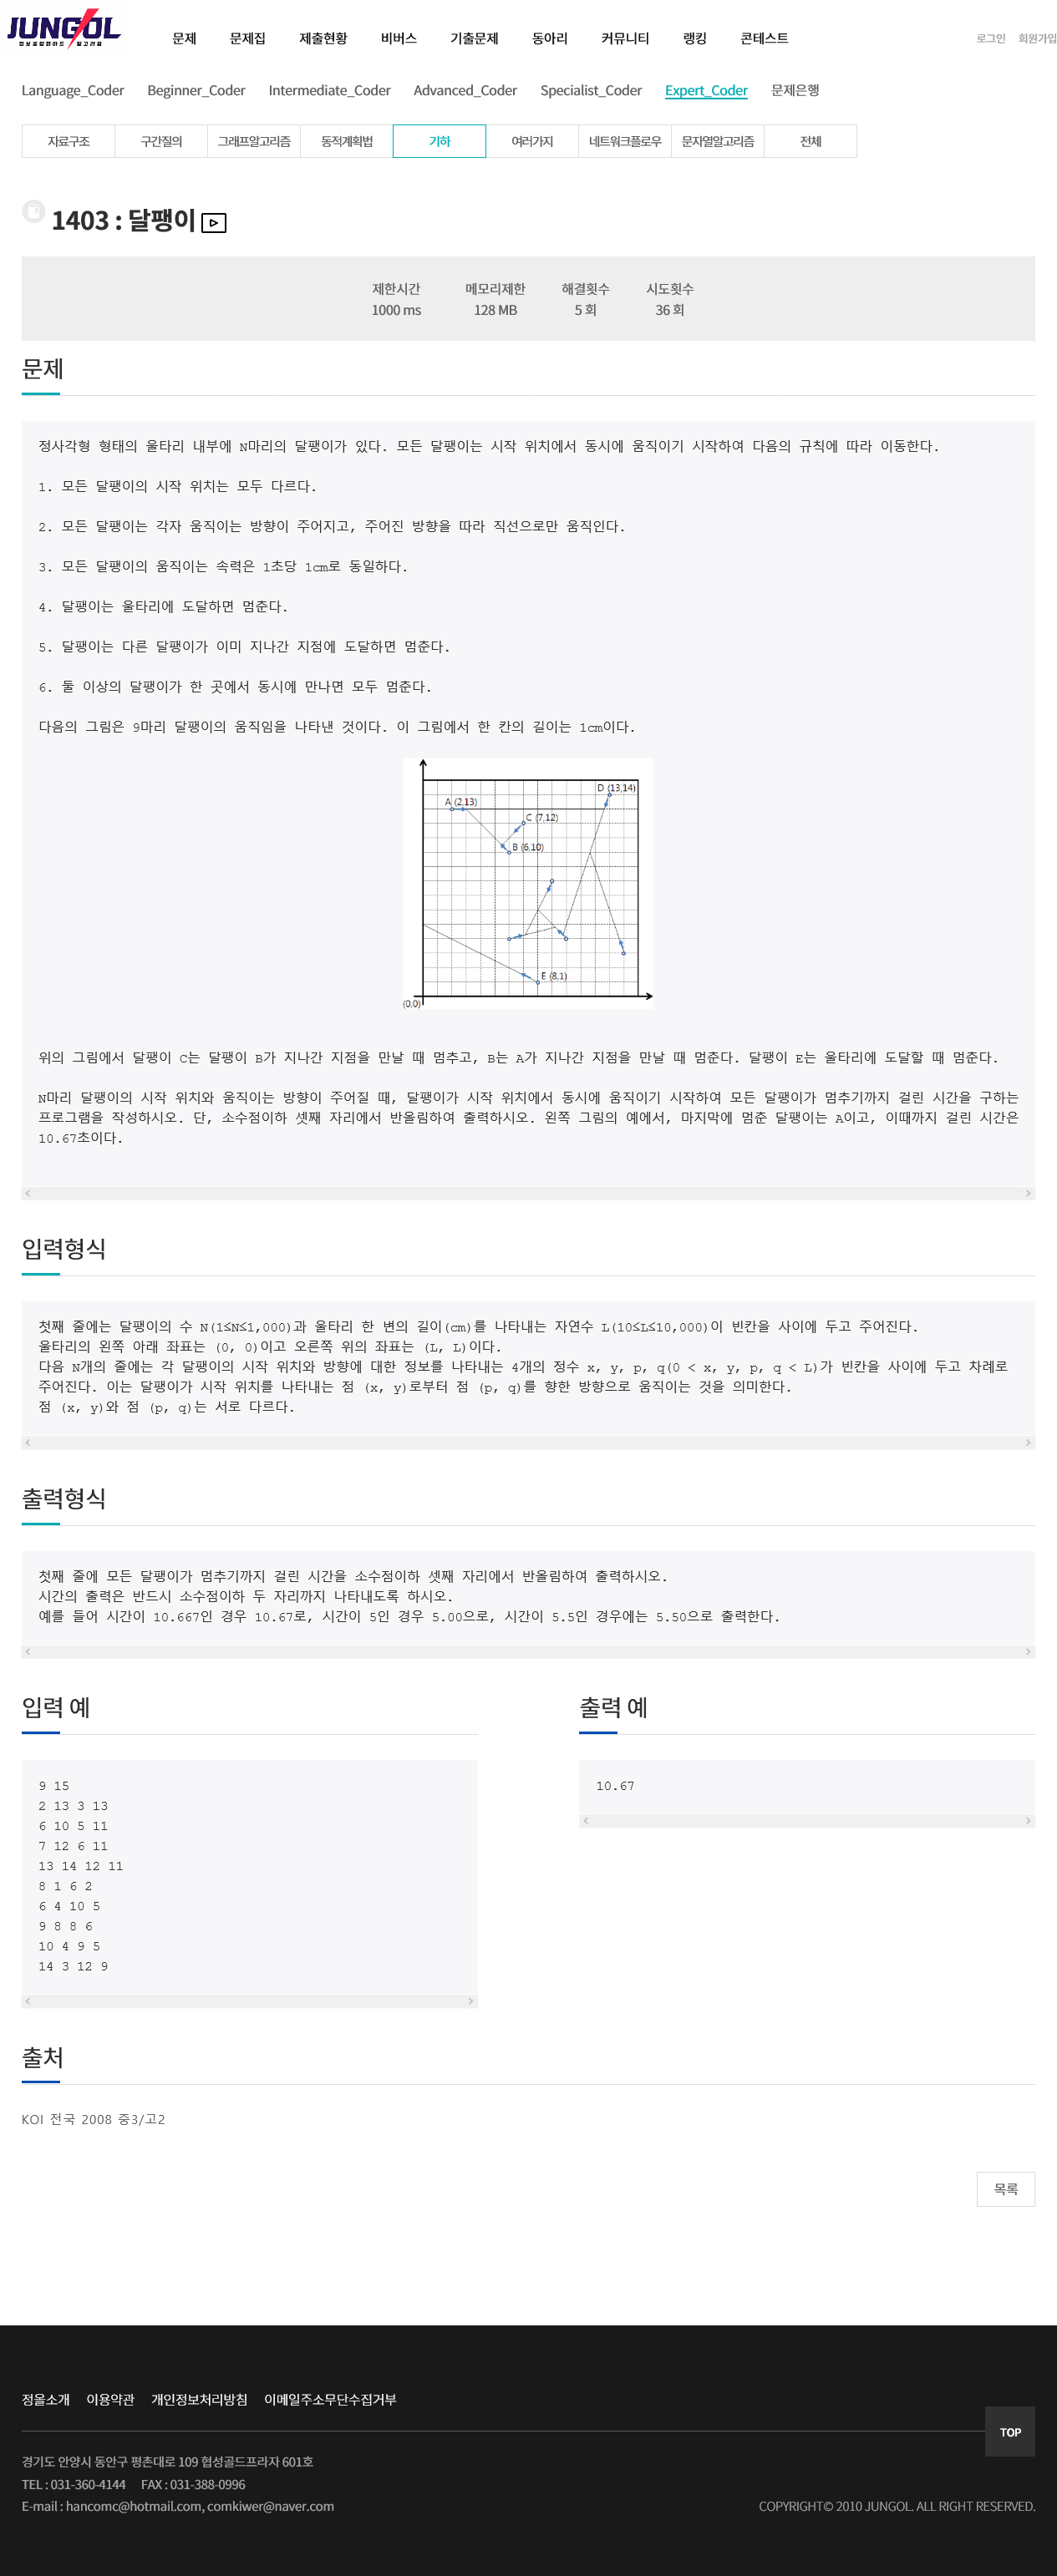 JUNGOL
정보올림피아드 & 알고리즘
문제 문제집 제출현황 비버스 기출문제 동아리 커뮤니티 랭킹 콘테스트 로그인 회원가입
Language_Coder Beginner_Coder Intermediate_Coder Advanced_Coder Specialist_Coder Expert_Coder 문제은행
자료구조 구간질의 그래프알고리즘 동적계획법 기하 여러가지 네트워크플로우 문자열알고리즘 전체
1403 : 달팽이
제한시간 메모리제한 해결횟수 시도횟수
1000 ms 128 MB 5 회 36 회
문제
정사각형 형태의 울타리 내부에 N마리의 달팽이가 있다. 모든 달팽이는 시작 위치에서 동시에 움직이기 시작하여 다음의 규칙에 따라 이동한다.
1. 모든 달팽이의 시작 위치는 모두 다르다.
2. 모든 달팽이는 각자 움직이는 방향이 주어지고, 주어진 방향을 따라 직선으로만 움직인다.
3. 모든 달팽이의 움직이는 속력은 1초당 1cm로 동일하다.
4. 달팽이는 울타리에 도달하면 멈춘다.
5. 달팽이는 다른 달팽이가 이미 지나간 지점에 도달하면 멈춘다.
6. 둘 이상의 달팽이가 한 곳에서 동시에 만나면 모두 멈춘다.
다음의 그림은 9마리 달팽이의 움직임을 나타낸 것이다. 이 그림에서 한 칸의 길이는 1cm이다.
D (13,14)
A (2,13)
C (7,12)
B (6,10)
E (8,1)
(0,0)
위의 그림에서 달팽이 C는 달팽이 B가 지나간 지점을 만날 때 멈추고, B는 A가 지나간 지점을 만날 때 멈춘다. 달팽이 E는 울타리에 도달할 때 멈춘다.
N마리 달팽이의 시작 위치와 움직이는 방향이 주어질 때, 달팽이가 시작 위치에서 동시에 움직이기 시작하여 모든 달팽이가 멈추기까지 걸린 시간을 구하는
프로그램을 작성하시오. 단, 소수점이하 셋째 자리에서 반올림하여 출력하시오. 왼쪽 그림의 예에서, 마지막에 멈춘 달팽이는 A이고, 이때까지 걸린 시간은
10.67초이다.
입력형식
첫째 줄에는 달팽이의 수 N(1≤N≤1,000)과 울타리 한 변의 길이(cm)를 나타내는 자연수 L(10≤L≤10,000)이 빈칸을 사이에 두고 주어진다.
울타리의 왼쪽 아래 좌표는 (0, 0)이고 오른쪽 위의 좌표는 (L, L)이다.
다음 N개의 줄에는 각 달팽이의 시작 위치와 방향에 대한 정보를 나타내는 4개의 정수 x, y, p, q(0 < x, y, p, q < L)가 빈칸을 사이에 두고 차례로
주어진다. 이는 달팽이가 시작 위치를 나타내는 점 (x, y)로부터 점 (p, q)를 향한 방향으로 움직이는 것을 의미한다.
점 (x, y)와 점 (p, q)는 서로 다르다.
출력형식
첫째 줄에 모든 달팽이가 멈추기까지 걸린 시간을 소수점이하 셋째 자리에서 반올림하여 출력하시오.
시간의 출력은 반드시 소수점이하 두 자리까지 나타내도록 하시오.
예를 들어 시간이 10.667인 경우 10.67로, 시간이 5인 경우 5.00으로, 시간이 5.5인 경우에는 5.50으로 출력한다.
입력 예
9 15
2 13 3 13
6 10 5 11
7 12 6 11
13 14 12 11
8 1 6 2
6 4 10 5
9 8 8 6
10 4 9 5
14 3 12 9
출력 예
10.67
출처
KOI 전국 2008 중3/고2
목록
정올소개 이용약관 개인정보처리방침 이메일주소무단수집거부
TOP
경기도 안양시 동안구 평촌대로 109 협성골드프라자 601호
TEL : 031-360-4144 FAX : 031-388-0996
E-mail : hancomc@hotmail.com, comkiwer@naver.com
COPYRIGHT© 2010 JUNGOL. ALL RIGHT RESERVED.